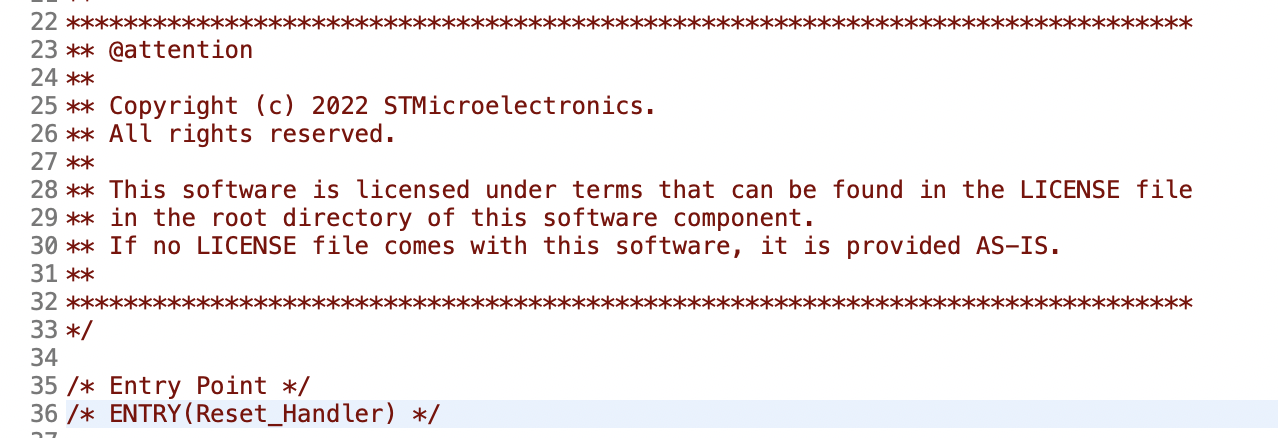 22 ******************************************************************************
23 ** @attention
24 **
25 ** Copyright (c) 2022 STMicroelectronics.
26 ** All rights reserved.
27 **
28 ** This software is licensed under terms that can be found in the LICENSE file
29 ** in the root directory of this software component.
30 ** If no LICENSE file comes with this software, it is provided AS-IS.
31 **
32 ******************************************************************************
33 */
34
35 /* Entry Point */
36 /* ENTRY(Reset_Handler) */